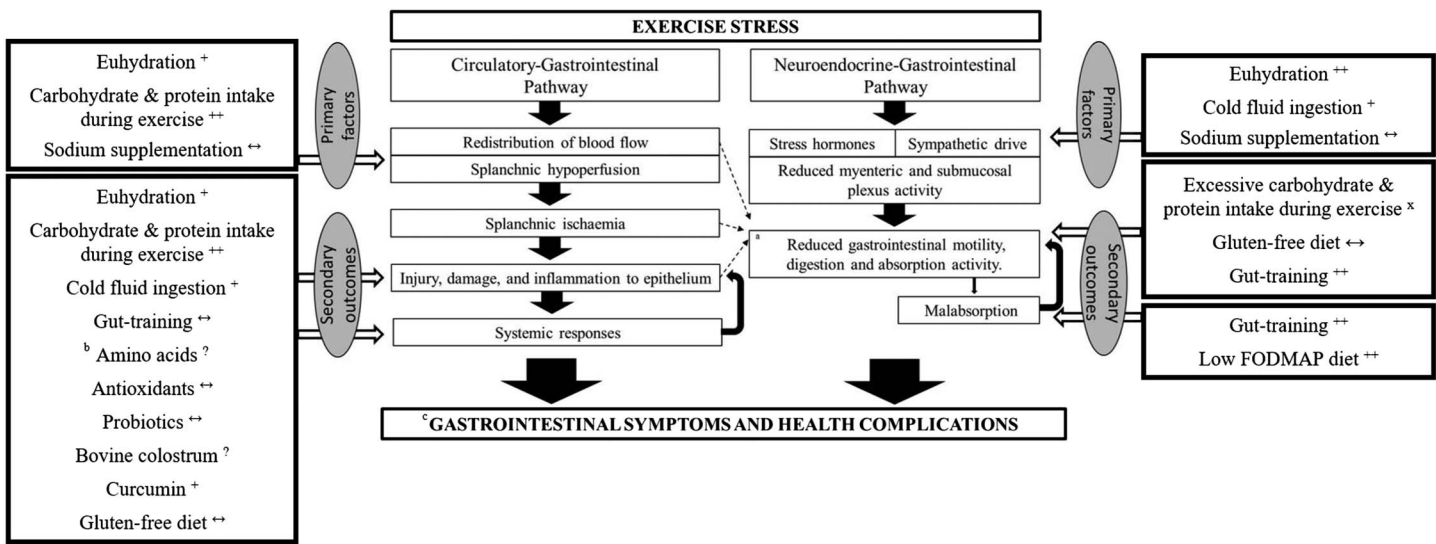 EXERCISE STRESS
Euhydration +
Carbohydrate & protein intake
during exercise ++
Sodium supplementation ↔
Primary
factors
Circulatory-Gastrointestinal
Pathway
Redistribution of blood flow
Splanchnic hypoperfusion
Splanchnic ischaemia
Injury, damage, and inflammation to epithelium
Systemic responses
Neuroendocrine-Gastrointestinal
Pathway
Stress hormones
Sympathetic drive
Reduced myenteric and submucosal
plexus activity
a
Reduced gastrointestinal motility,
digestion and absorption activity.
Malabsorption
Primary
factors
Euhydration ++
Cold fluid ingestion +
Sodium supplementation ↔
Euhydration +
Carbohydrate & protein intake
during exercise ++
Cold fluid ingestion +
Gut-training ↔
b Amino acids ?
Antioxidants ↔
Probiotics ↔
Bovine colostrum ?
Curcumin +
Gluten-free diet ↔
Secondary
outcomes
Secondary
outcomes
Excessive carbohydrate &
protein intake during exercise x
Gluten-free diet ↔
Gut-training ++
Gut-training ++
Low FODMAP diet ++
c GASTROINTESTINAL SYMPTOMS AND HEALTH COMPLICATIONS